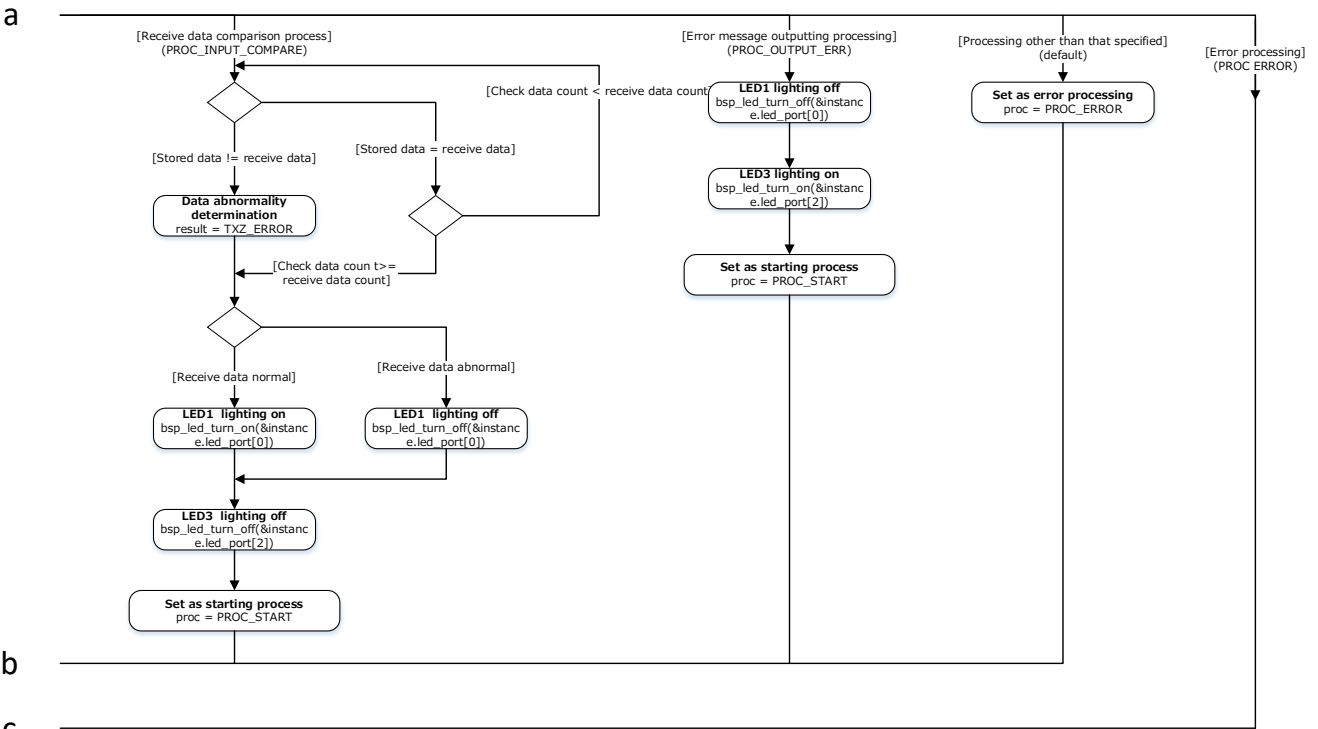 a
[Receive data comparison process]
(PROC_INPUT_COMPARE)
[Stored data != receive data]
[Stored data = receive data]
[Check data count < receive data count
Data abnormality
determination
result = TXZ_ERROR
[Check data coun t>=
receive data count]
[Receive data normal]
[Receive data abnormal]
LED1  lighting on
bsp_led_turn_on(&instanc
e.led_port[0])
LED1  lighting off
bsp_led_turn_off(&instanc
e.led_port[0])
LED3  lighting off
bsp_led_turn_off(&instanc
e.led_port[2])
Set as starting process
proc = PROC_START
[Error message outputting processing]
(PROC_OUTPUT_ERR)
LED1 lighting off
bsp_led_turn_off(&instanc
e.led_port[0])
LED3 lighting on
bsp_led_turn_on(&instanc
e.led_port[2])
Set as starting process
proc = PROC_START
[Processing other than that specified]
(default)
Set as error processing
proc = PROC_ERROR
[Error processing]
(PROC ERROR)
b
c